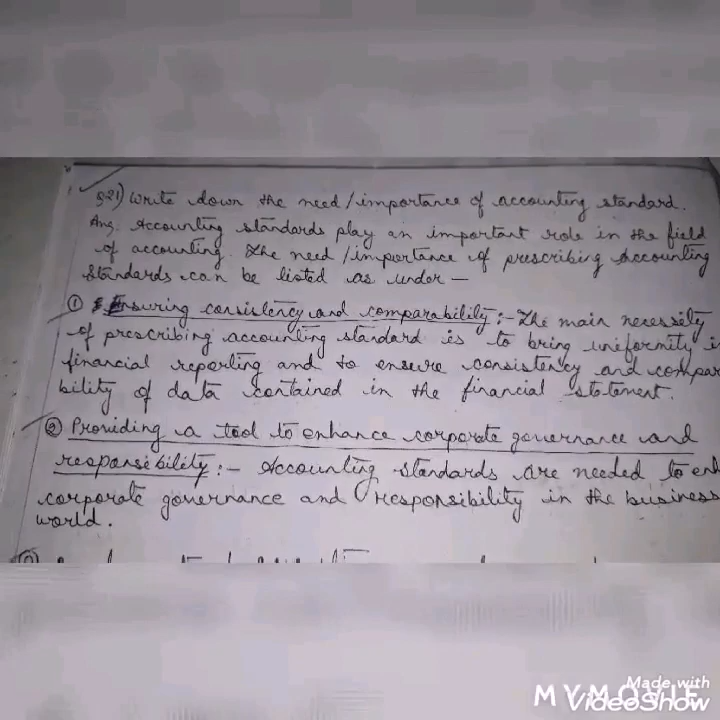 Q21) Write down the need/importance of accounting standard.
Ans. Accounting standards play an important role in the field
of accounting. The need/importance of prescribing Accounting
Standards can be listed as under —
① Ensuring consistency and comparability :- The main necessity
of prescribing accounting standard is to bring uniformity i
financial reporting and to ensure consistency and compar
bility of data contained in the financial statement.
② Providing a tool to enhance corporate governance and
responsibility :- Accounting standards are needed to en
corporate governance and responsibility in the business
world.
Made with
MYMOVIE
VideoShow